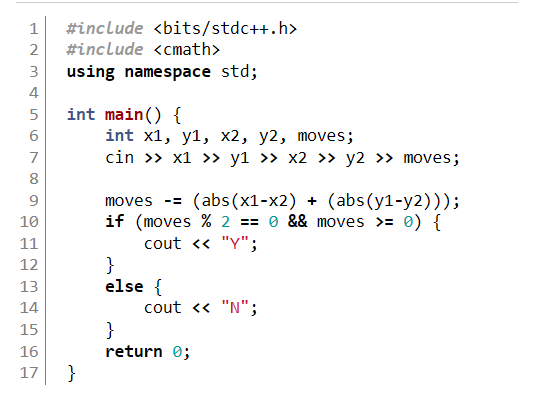 1 #include <bits/stdc++.h>
2 #include <cmath>
3 using namespace std;
4
5 int main() {
6     int x1, y1, x2, y2, moves;
7     cin >> x1 >> y1 >> x2 >> y2 >> moves;
8
9     moves -= (abs(x1-x2) + (abs(y1-y2)));
10     if (moves % 2 == 0 && moves >= 0) {
11         cout << "Y";
12     }
13     else {
14         cout << "N";
15     }
16     return 0;
17 }